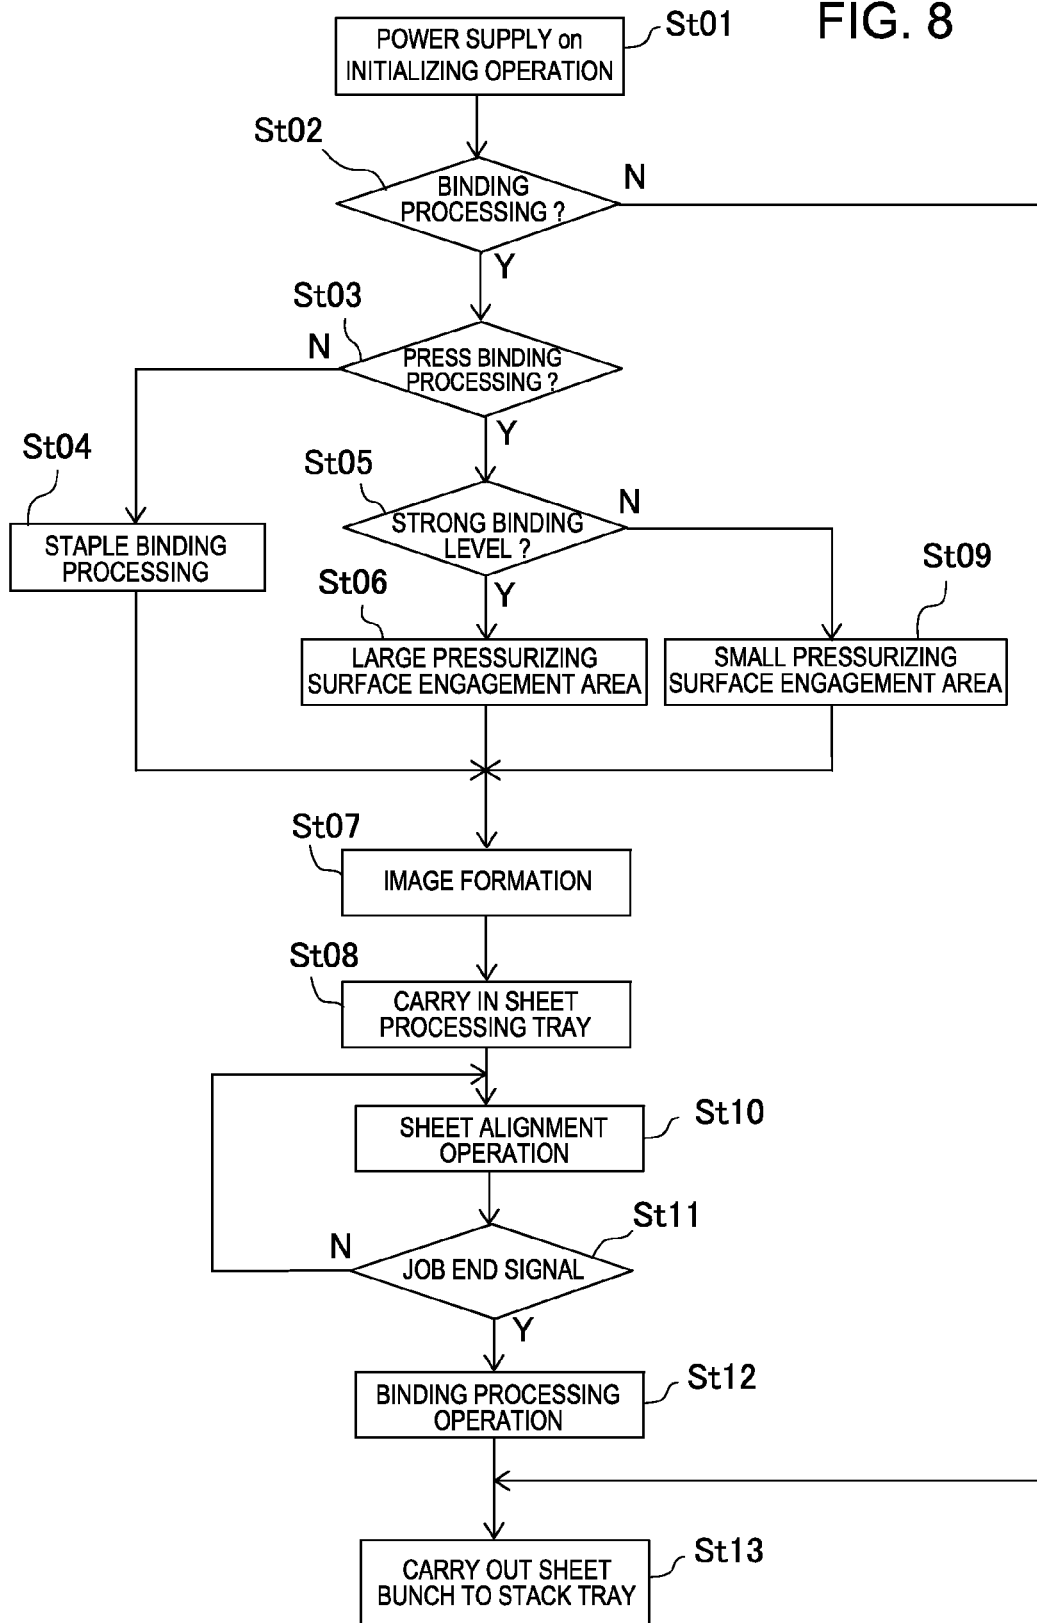 FIG. 8
St01
POWER SUPPLY on
INITIALIZING OPERATION
St02
BINDING
PROCESSING ?
N
Y
St03
N
PRESS BINDING
PROCESSING ?
Y
St04
STAPLE BINDING
PROCESSING
St05
STRONG BINDING
LEVEL ?
N
Y
St06
LARGE PRESSURIZING
SURFACE ENGAGEMENT AREA
St09
SMALL PRESSURIZING
SURFACE ENGAGEMENT AREA
St07
IMAGE FORMATION
St08
CARRY IN SHEET
PROCESSING TRAY
St10
SHEET ALIGNMENT
OPERATION
St11
N
JOB END SIGNAL
Y
St12
BINDING PROCESSING
OPERATION
St13
CARRY OUT SHEET
BUNCH TO STACK TRAY